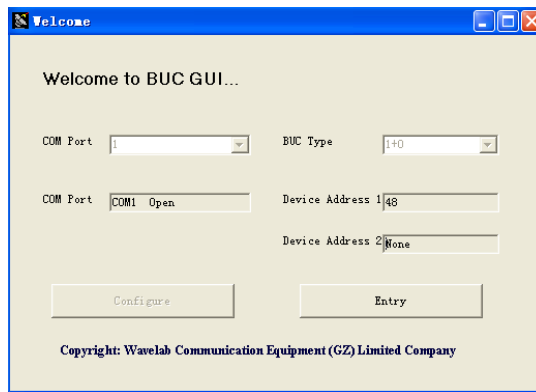 Welcome
Welcome to BUC GUI...
COM Port 1 BUC Type 1+0
COM Port COM1 Open Device Address 1 48
Device Address 2 None
Configure Entry
Copyright: Wavelab Communication Equipment (GZ) Limited Company